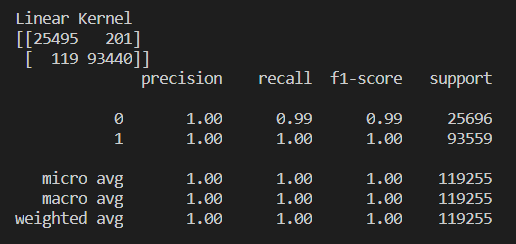 Linear Kernel
[[25495   201]
 [  119 93440]]
              precision    recall  f1-score   support

           0       1.00      0.99      0.99     25696
           1       1.00      1.00      1.00     93559

   micro avg       1.00      1.00      1.00    119255
   macro avg       1.00      1.00      1.00    119255
weighted avg       1.00      1.00      1.00    119255